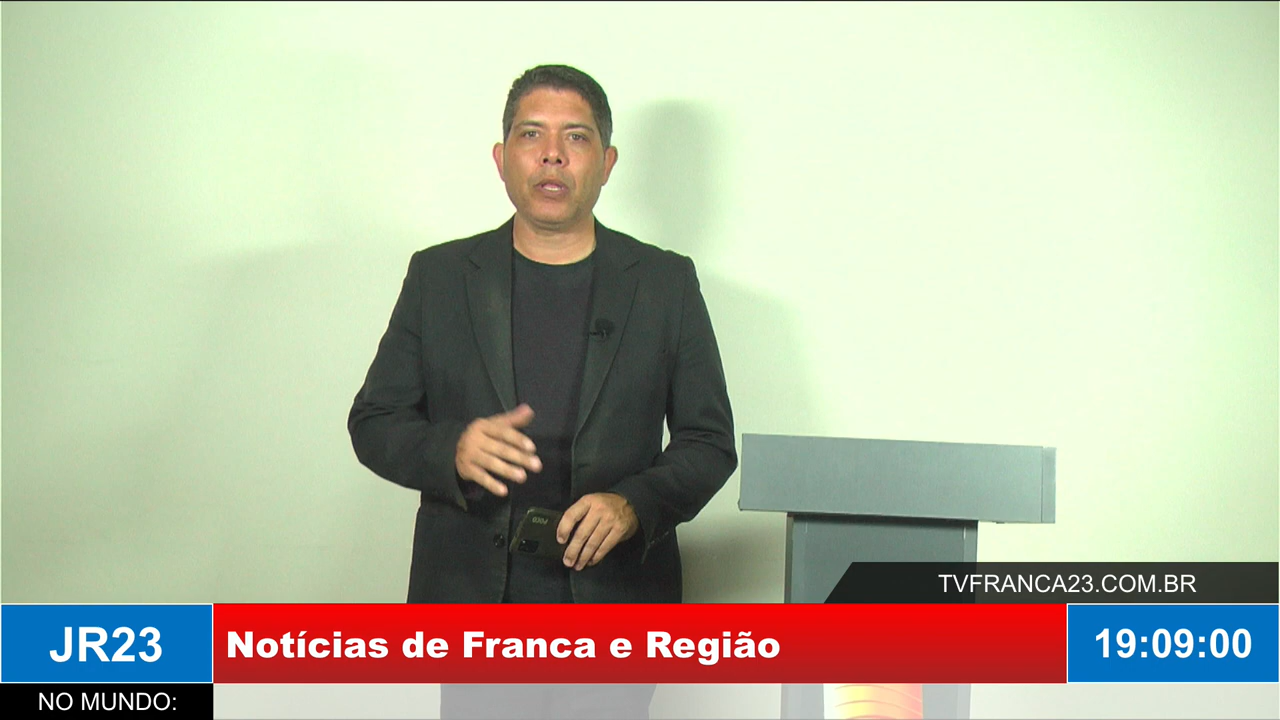 TVFRANCA23.COM.BR
JR23
Notícias de Franca e Região
19:09:00
NO MUNDO: